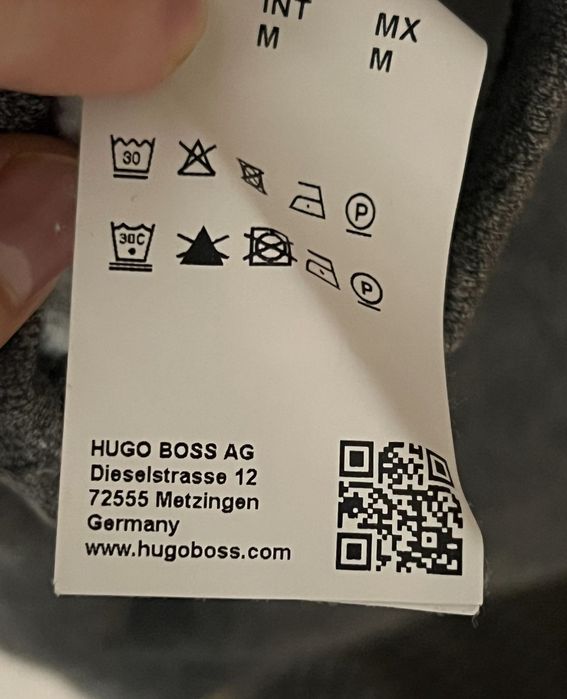 INT MX
M M
30 P
30C P
HUGO BOSS AG
Dieselstrasse 12
72555 Metzingen
Germany
www.hugoboss.com